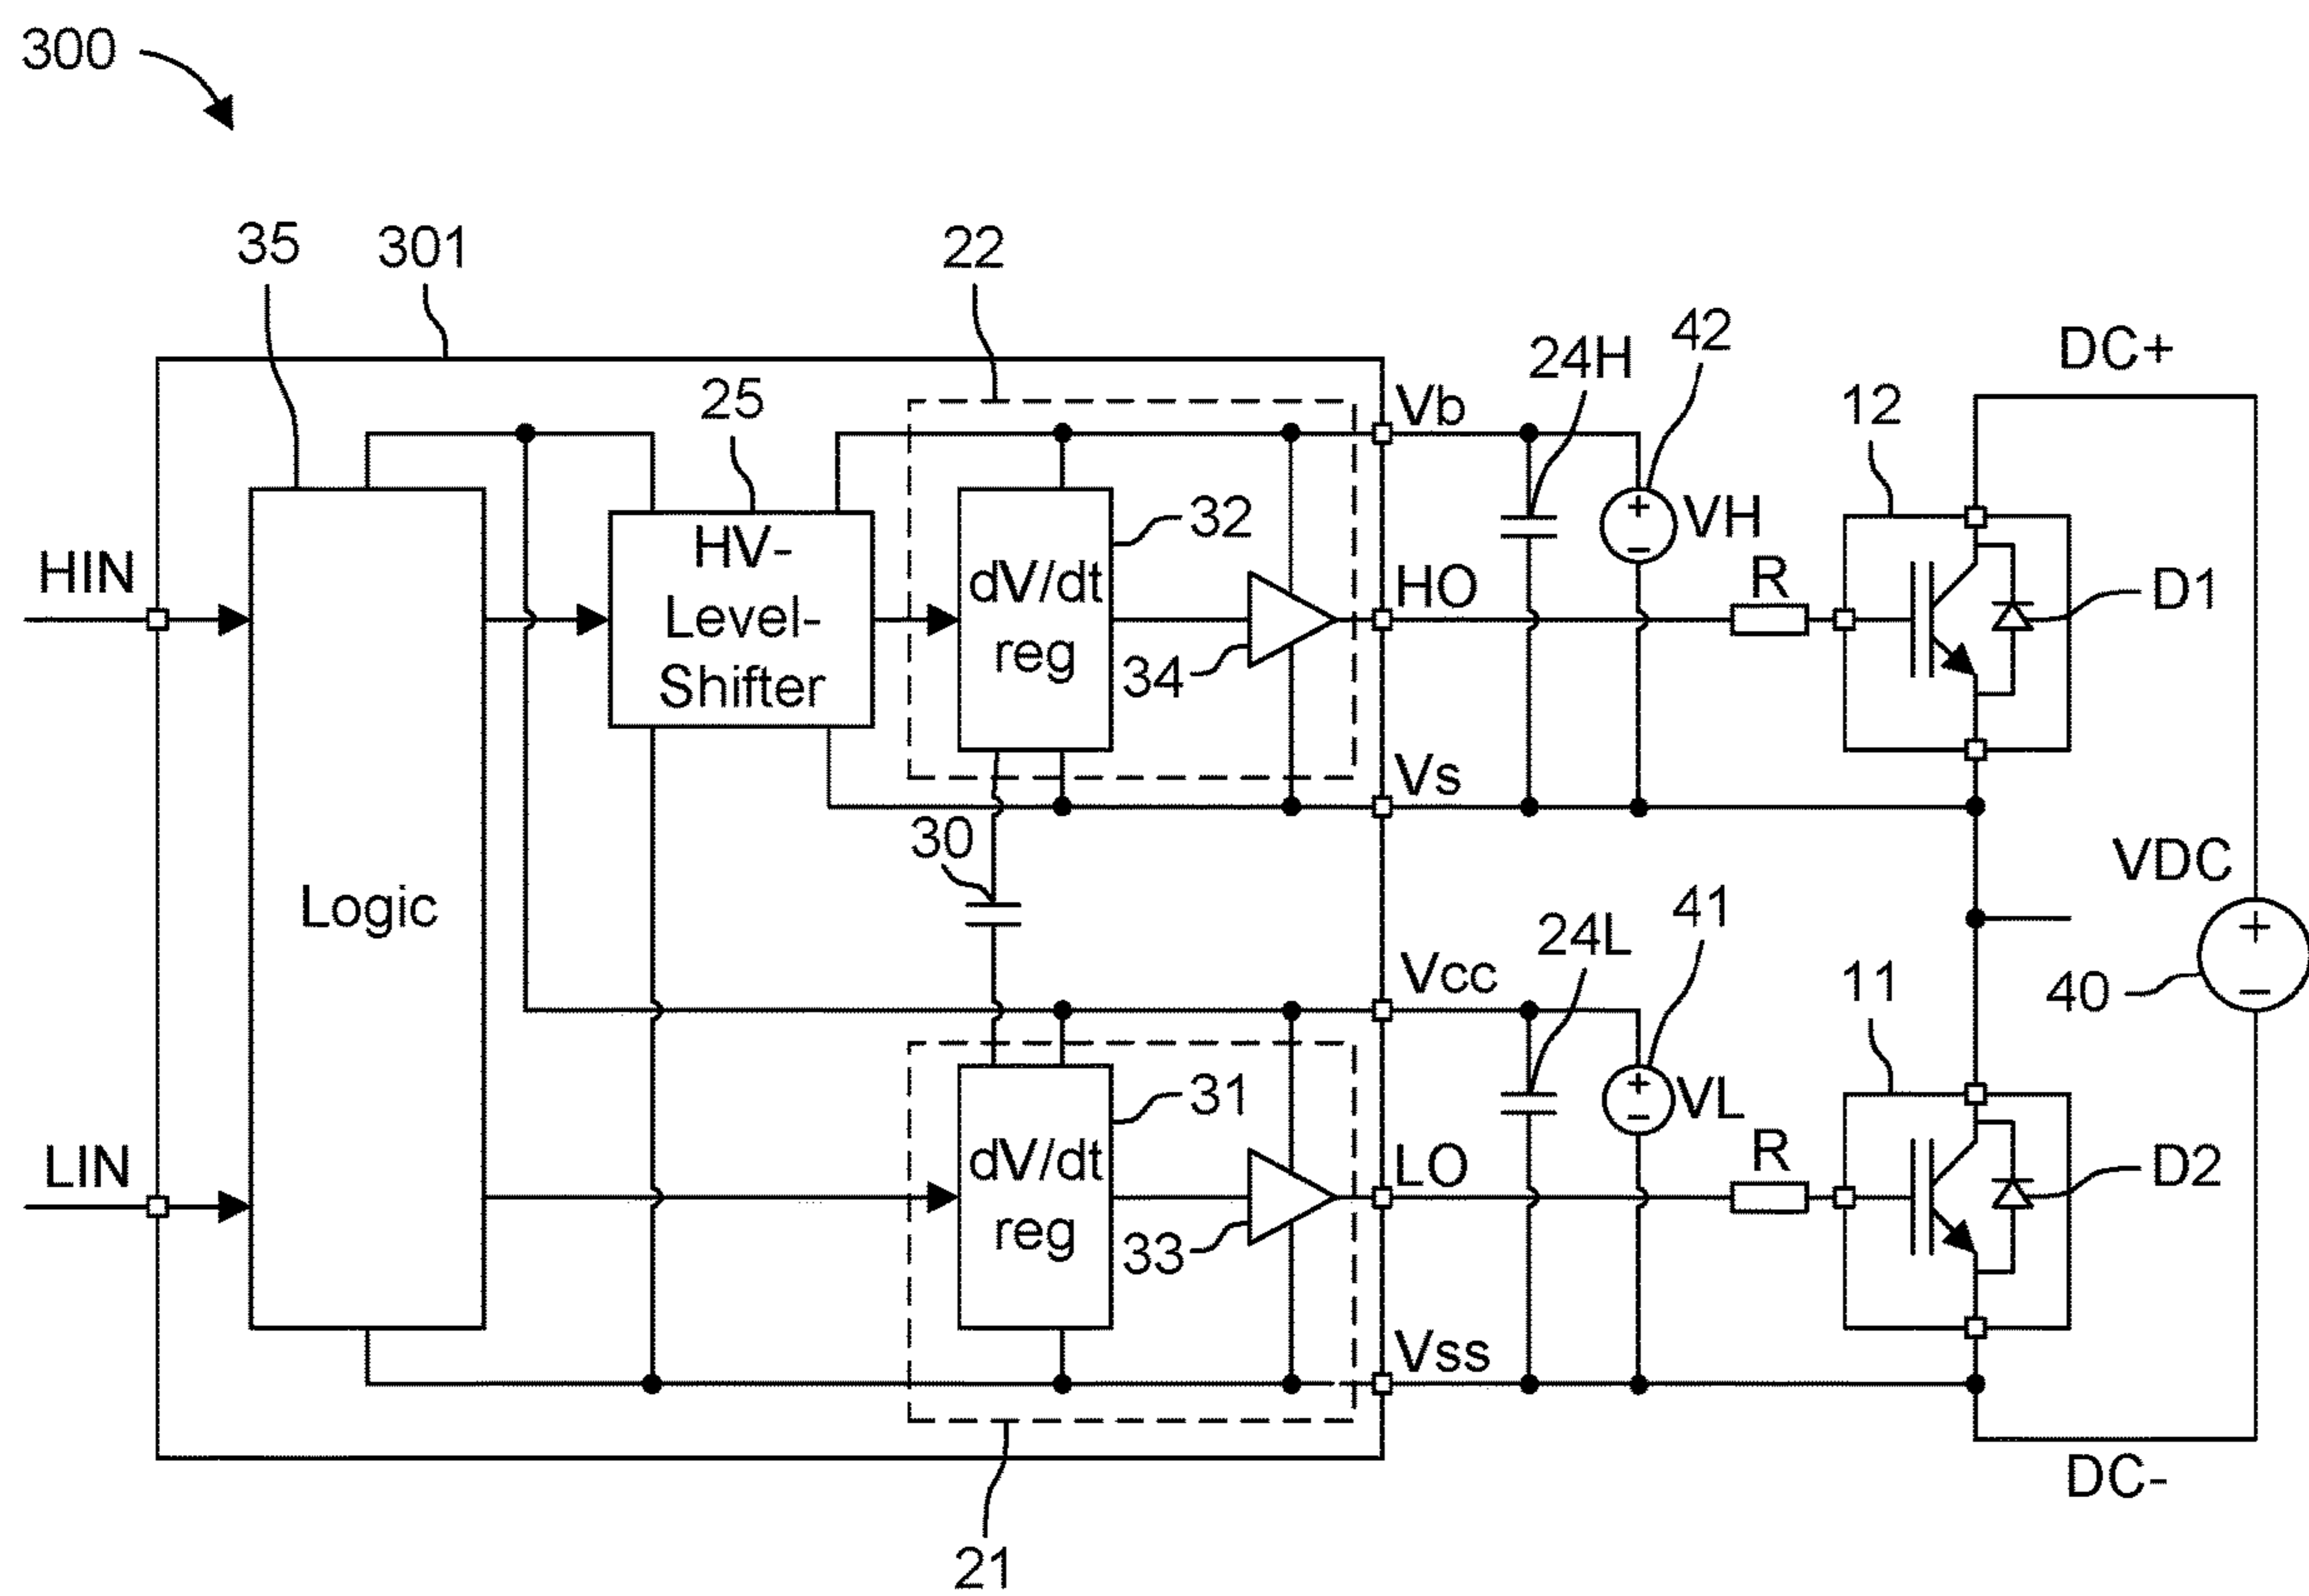 300
35
301
22
42
24H
DC+
12
Vb
25
HV-
Level-
Shifter
32
VH
dV/dt
reg
HIN
HO
R
D1
34
Vs
30
VDC
Logic
24L
41
Vcc
11
40
31
VL
dV/dt
reg
LIN
LO
R
D2
33
Vss
DC-
21